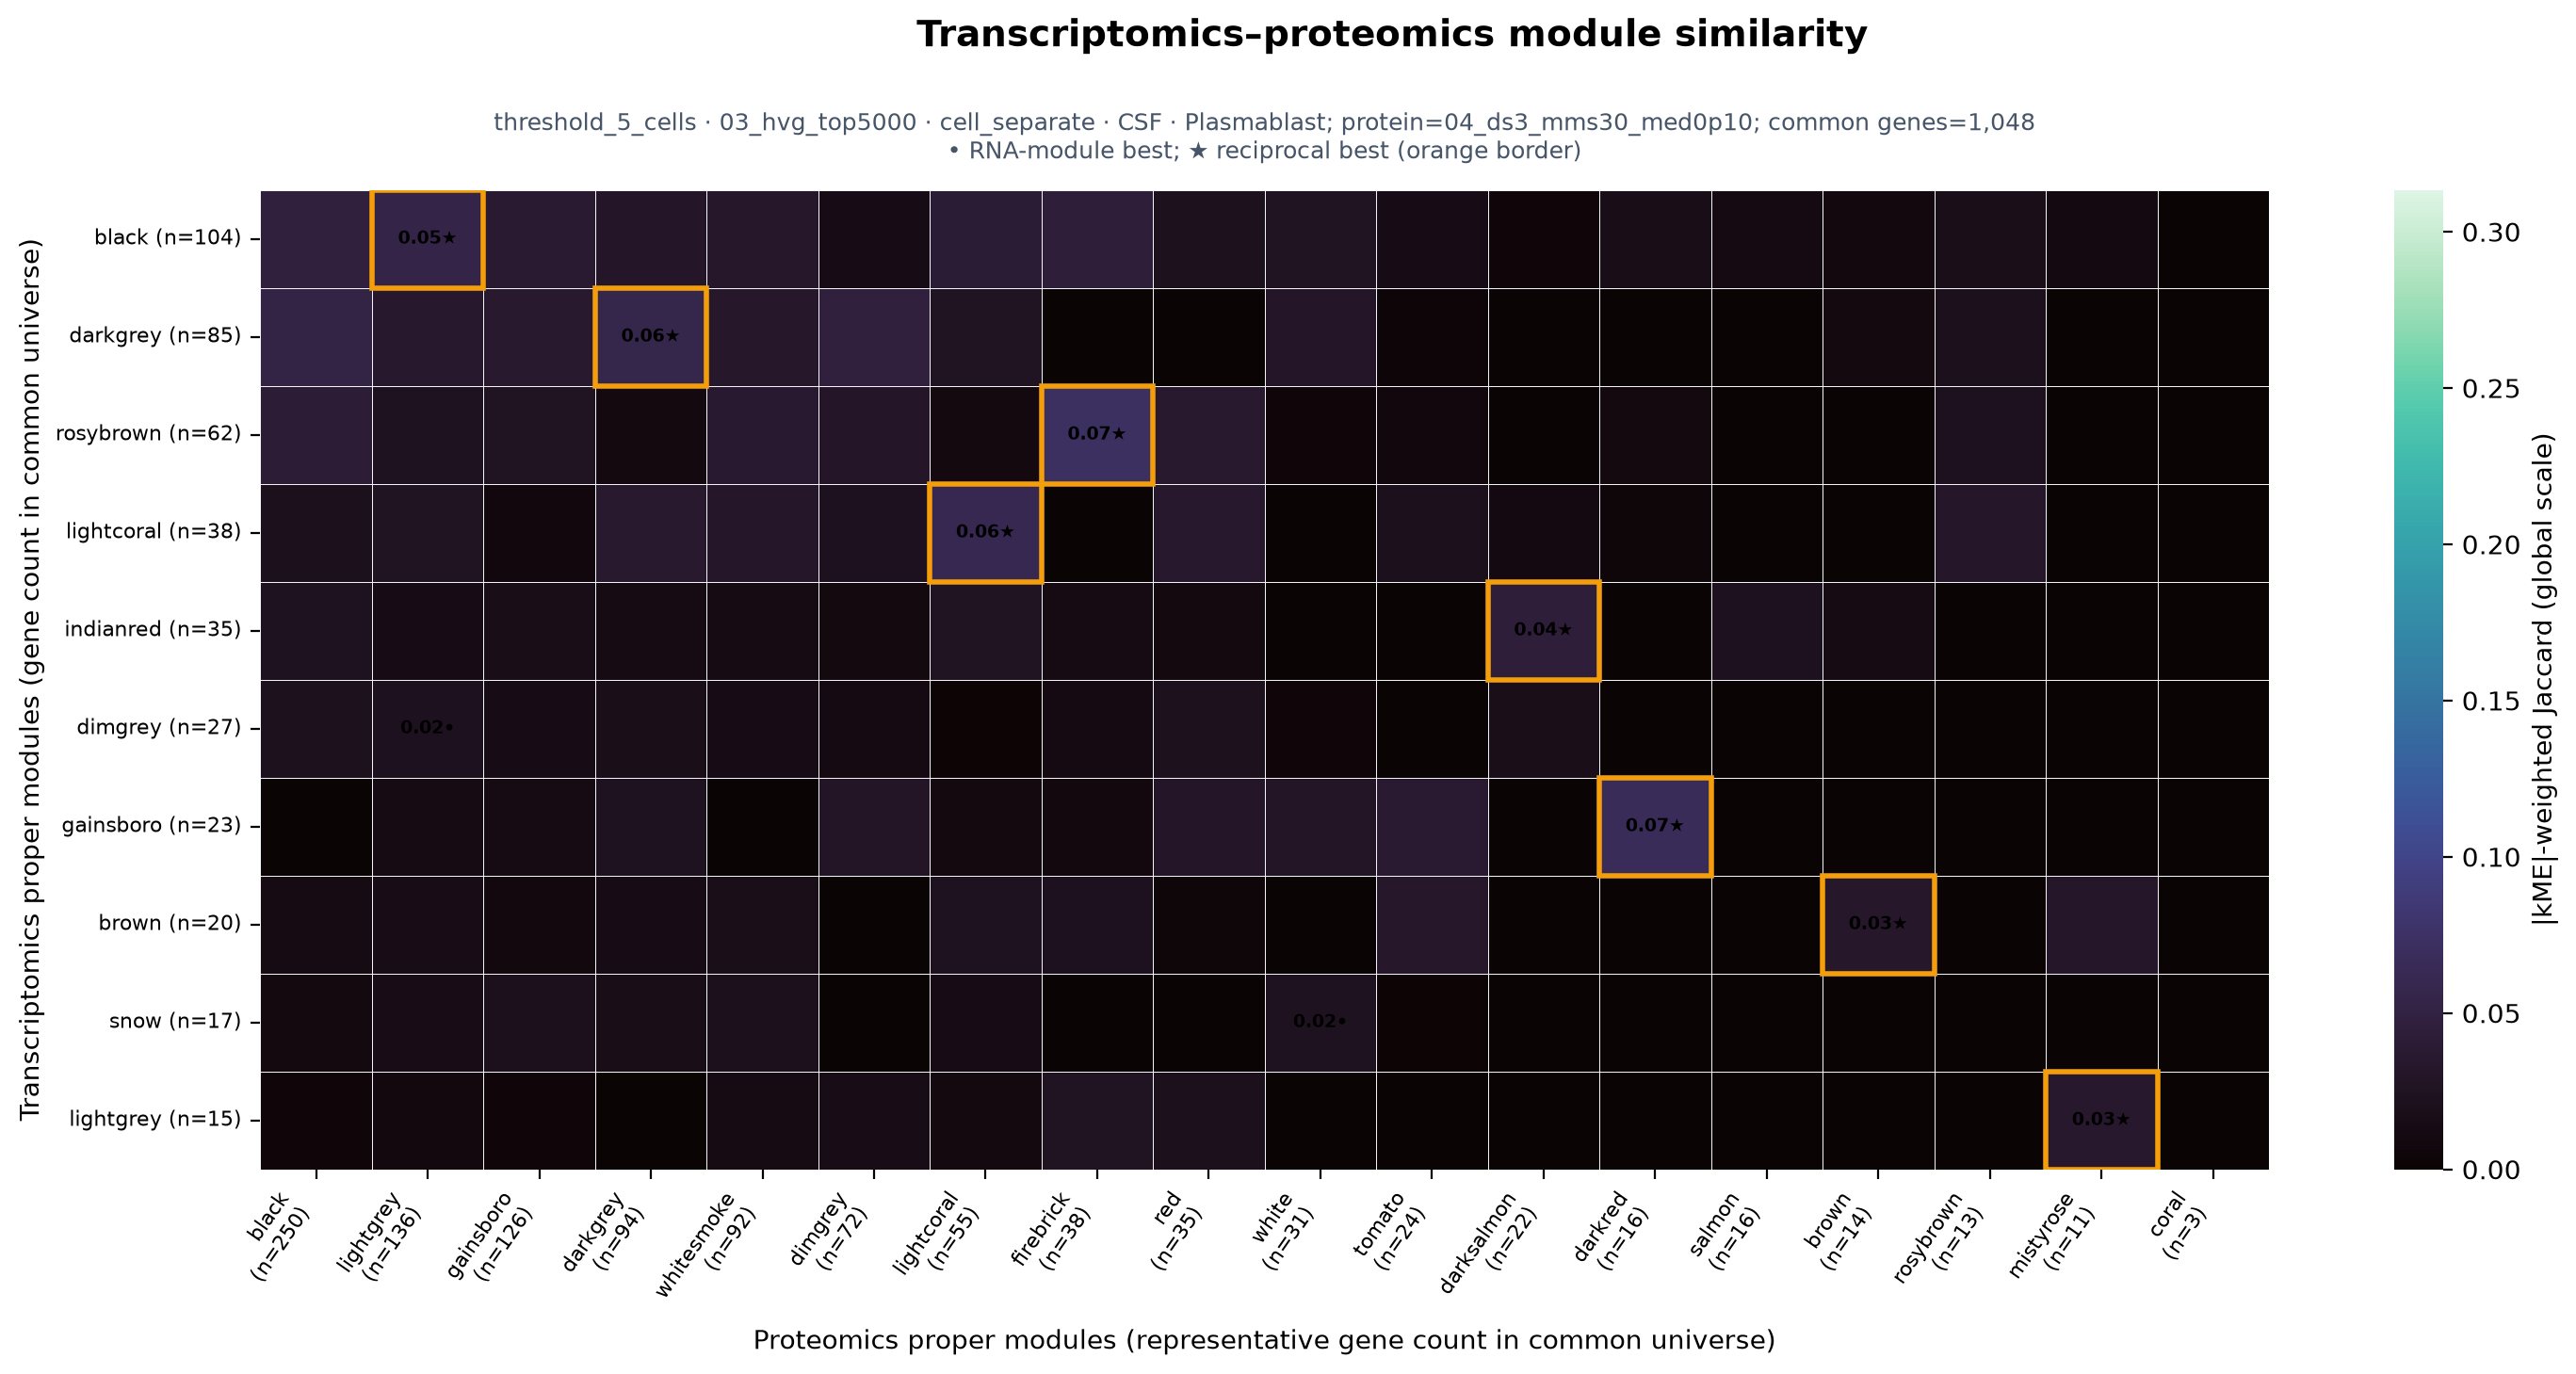 Transcriptomics–proteomics module similarity
threshold_5_cells · 03_hvg_top5000 · cell_separate · CSF · Plasmablast; protein=04_ds3_mms30_med0p10; common genes=1,048
• RNA-module best; ★ reciprocal best (orange border)
Transcriptomics proper modules (gene count in common universe)
black (n=104)
darkgrey (n=85)
rosybrown (n=62)
lightcoral (n=38)
indianred (n=35)
dimgrey (n=27)
gainsboro (n=23)
brown (n=20)
snow (n=17)
lightgrey (n=15)
0.05★
0.06★
0.07★
0.06★
0.04★
0.02•
0.07★
0.03★
0.02•
0.03★
black
(n=250)
lightgrey
(n=136)
gainsboro
(n=126)
darkgrey
(n=94)
whitesmoke
(n=92)
dimgrey
(n=72)
lightcoral
(n=55)
firebrick
(n=38)
red
(n=35)
white
(n=31)
tomato
(n=24)
darksalmon
(n=22)
darkred
(n=16)
salmon
(n=16)
brown
(n=14)
rosybrown
(n=13)
mistyrose
(n=11)
coral
(n=3)
Proteomics proper modules (representative gene count in common universe)
0.30
0.25
0.20
0.15
0.10
0.05
0.00
|kME|-weighted Jaccard (global scale)